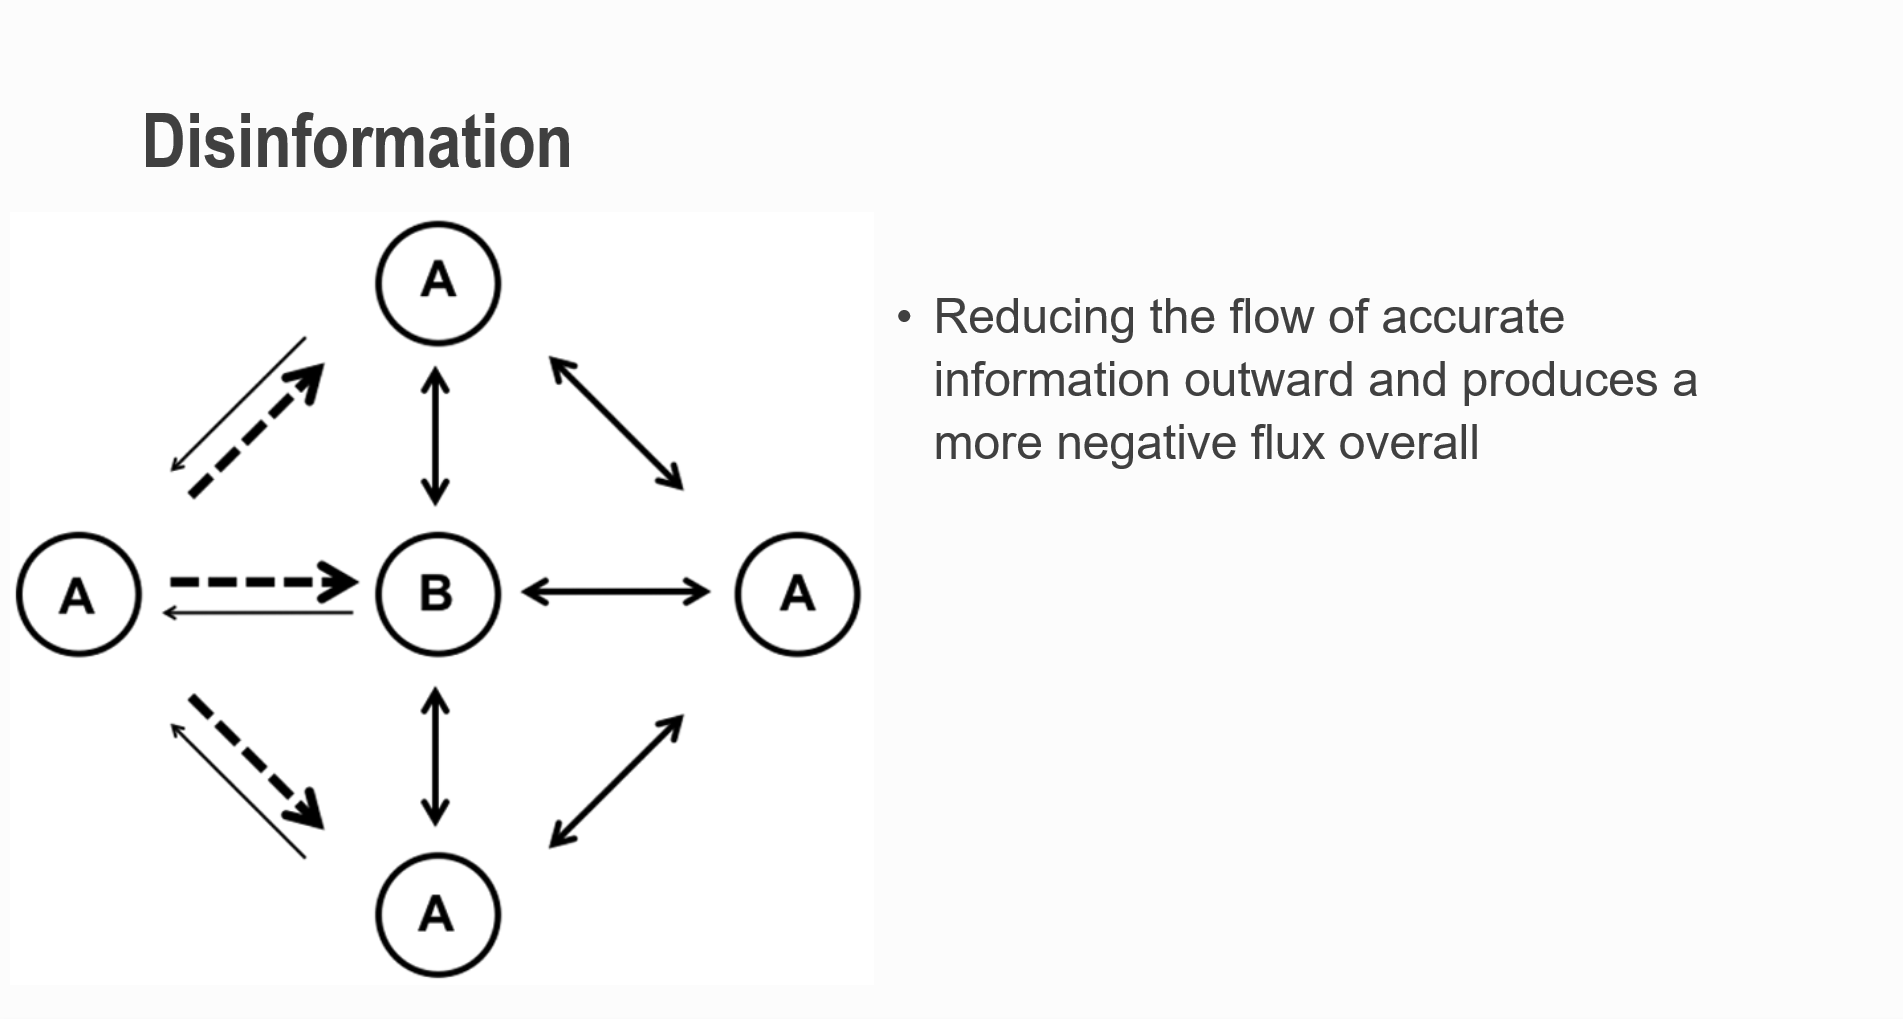 Disinformation
A
• Reducing the flow of accurate
information outward and produces a
more negative flux overall
A
B
A
A